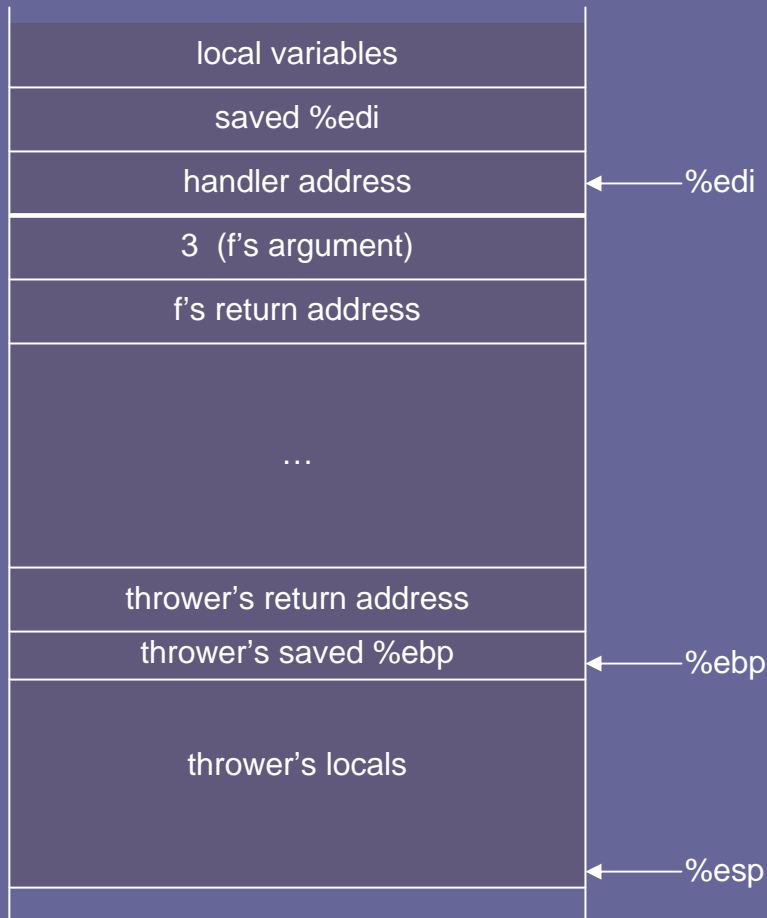 local variables
saved %edi
handler address
%edi
3 (f’s argument)
f’s return address
…
thrower’s return address
thrower’s saved %ebp
%ebp
thrower’s locals
%esp